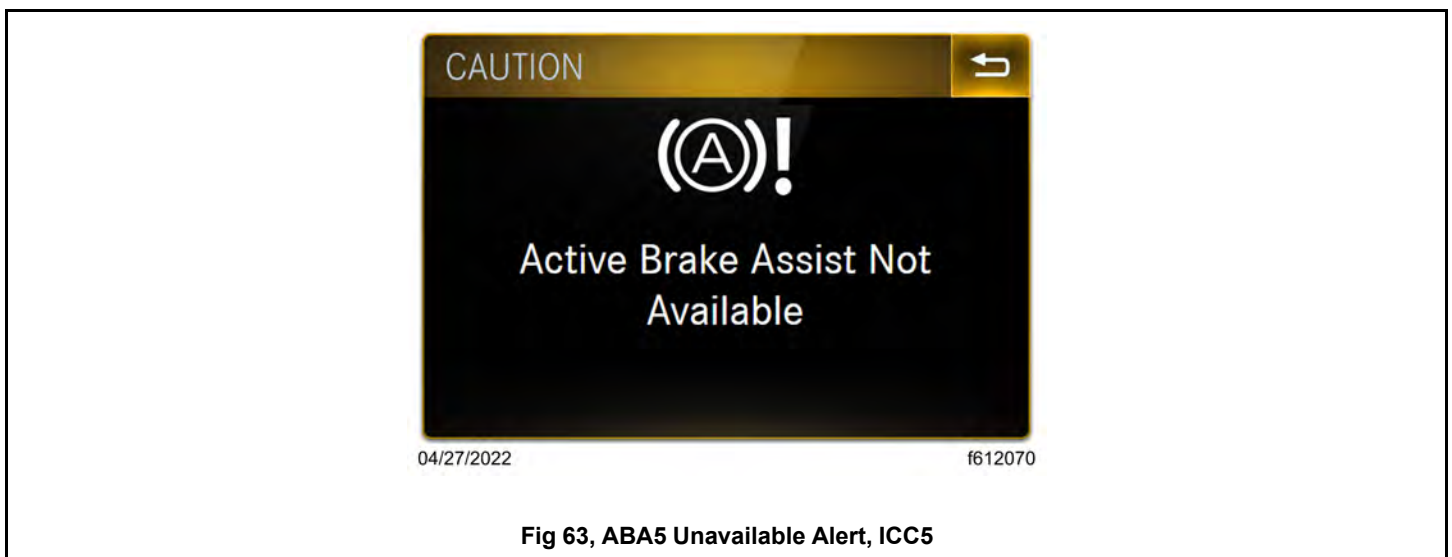 CAUTION
(A)!
Active Brake Assist Not
Available
04/27/2022
f612070
Fig 63, ABA5 Unavailable Alert, ICC5